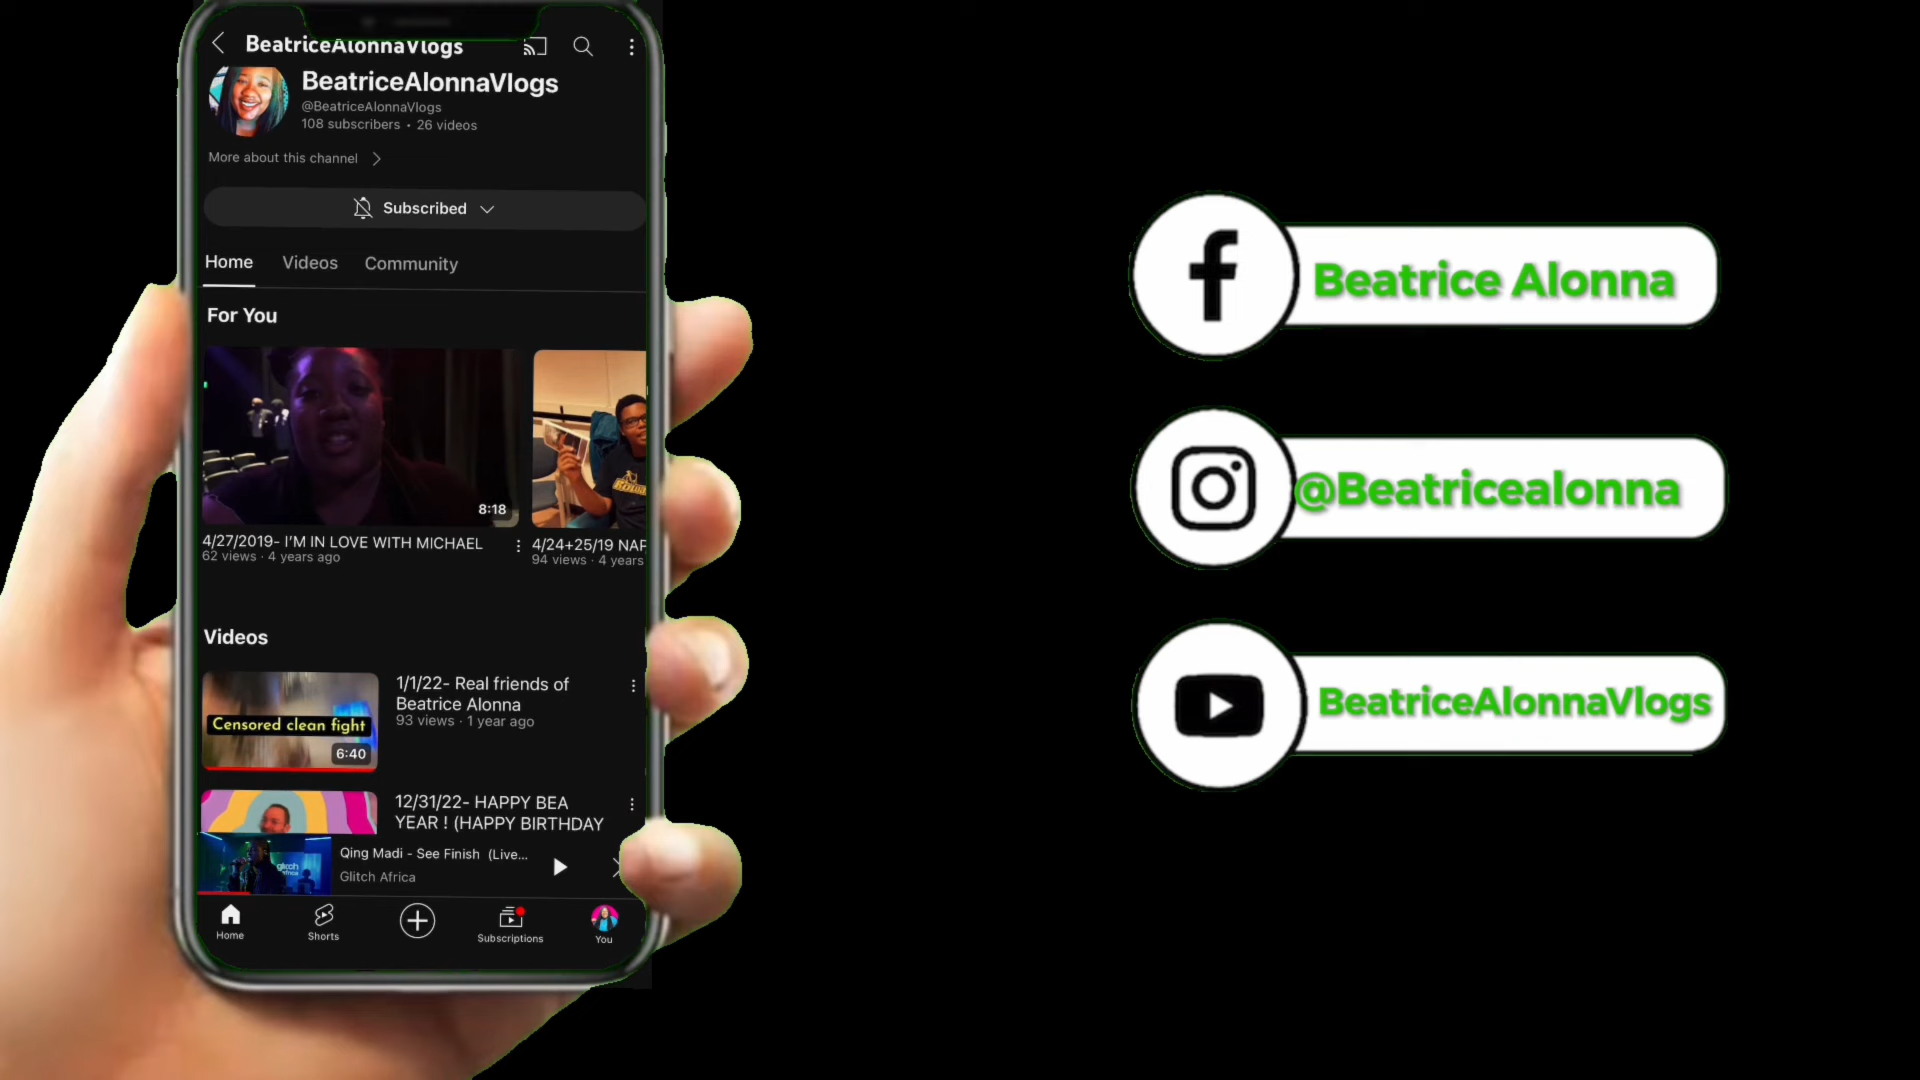 BeatriceAlonnaVlogs
BeatriceAlonnaVlogs
@BeatriceAlonnaVlogs
108 subscribers • 26 videos
More about this channel
Subscribed
Home Videos Community
For You
8:18
4/27/2019- I'M IN LOVE WITH MICHAEL
62 views · 4 years ago
4/24+25/19 NAF
94 views · 4 years
Videos
Censored clean fight
6:40
1/1/22- Real friends of
Beatrice Alonna
93 views · 1 year ago
12/31/22- HAPPY BEA
YEAR ! (HAPPY BIRTHDAY
glitch
africa
Qing Madi - See Finish (Live...
Glitch Africa
Home Shorts Subscriptions You
Beatrice Alonna
@Beatricealonna
BeatriceAlonnaVlogs